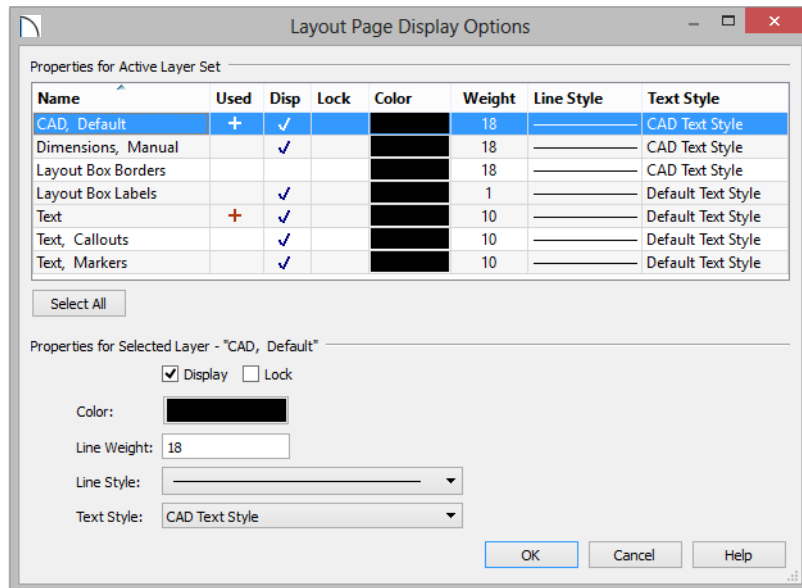 Layout Page Display Options
Properties for Active Layer Set
Name Used Disp Lock Color Weight Line Style Text Style
CAD, Default + ✓ 18 CAD Text Style
Dimensions, Manual ✓ 18 CAD Text Style
Layout Box Borders 18 CAD Text Style
Layout Box Labels ✓ 1 Default Text Style
Text + ✓ 10 Default Text Style
Text, Callouts ✓ 10 Default Text Style
Text, Markers ✓ 10 Default Text Style
Select All
Properties for Selected Layer - "CAD, Default"
Display Lock
Color:
Line Weight: 18
Line Style:
Text Style: CAD Text Style
OK Cancel Help